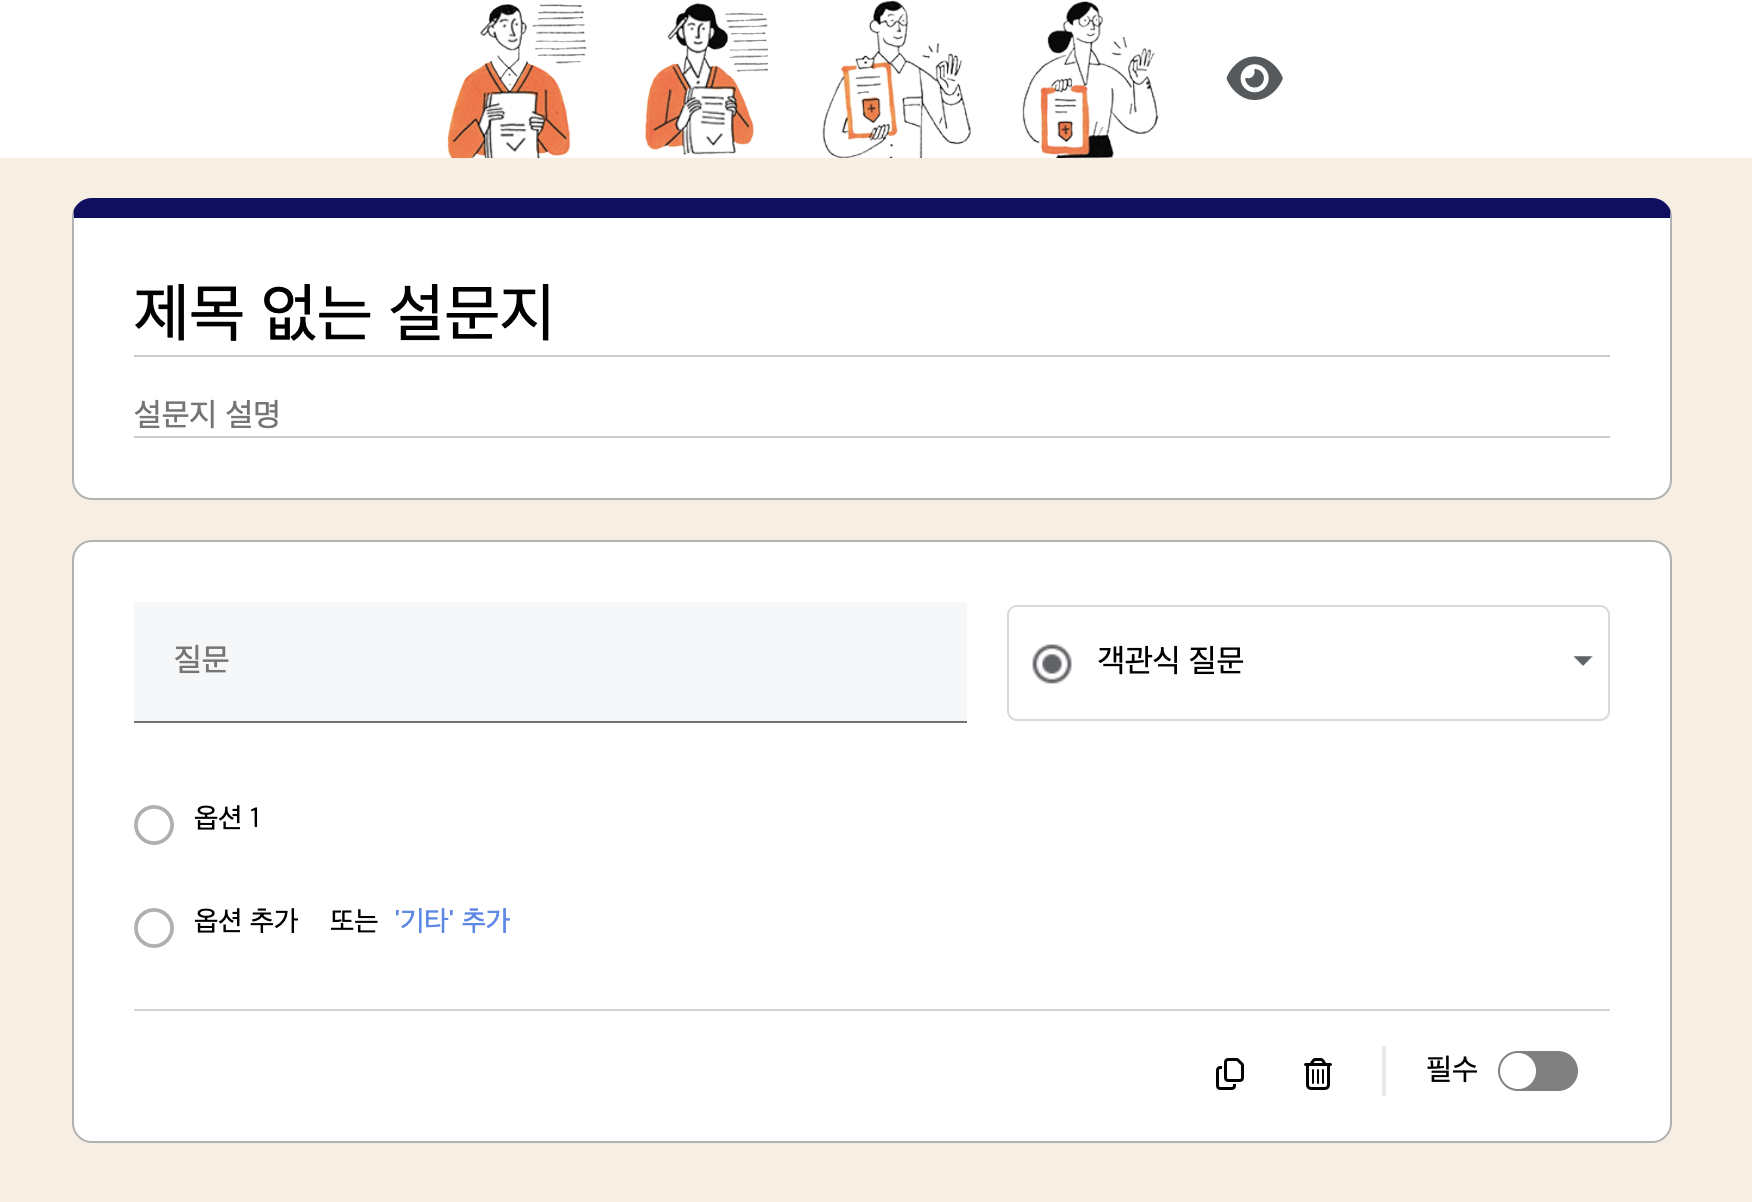 제목 없는 설문지
설문지 설명
질문
객관식 질문
옵션 1
옵션 추가 또는 '기타' 추가
필수